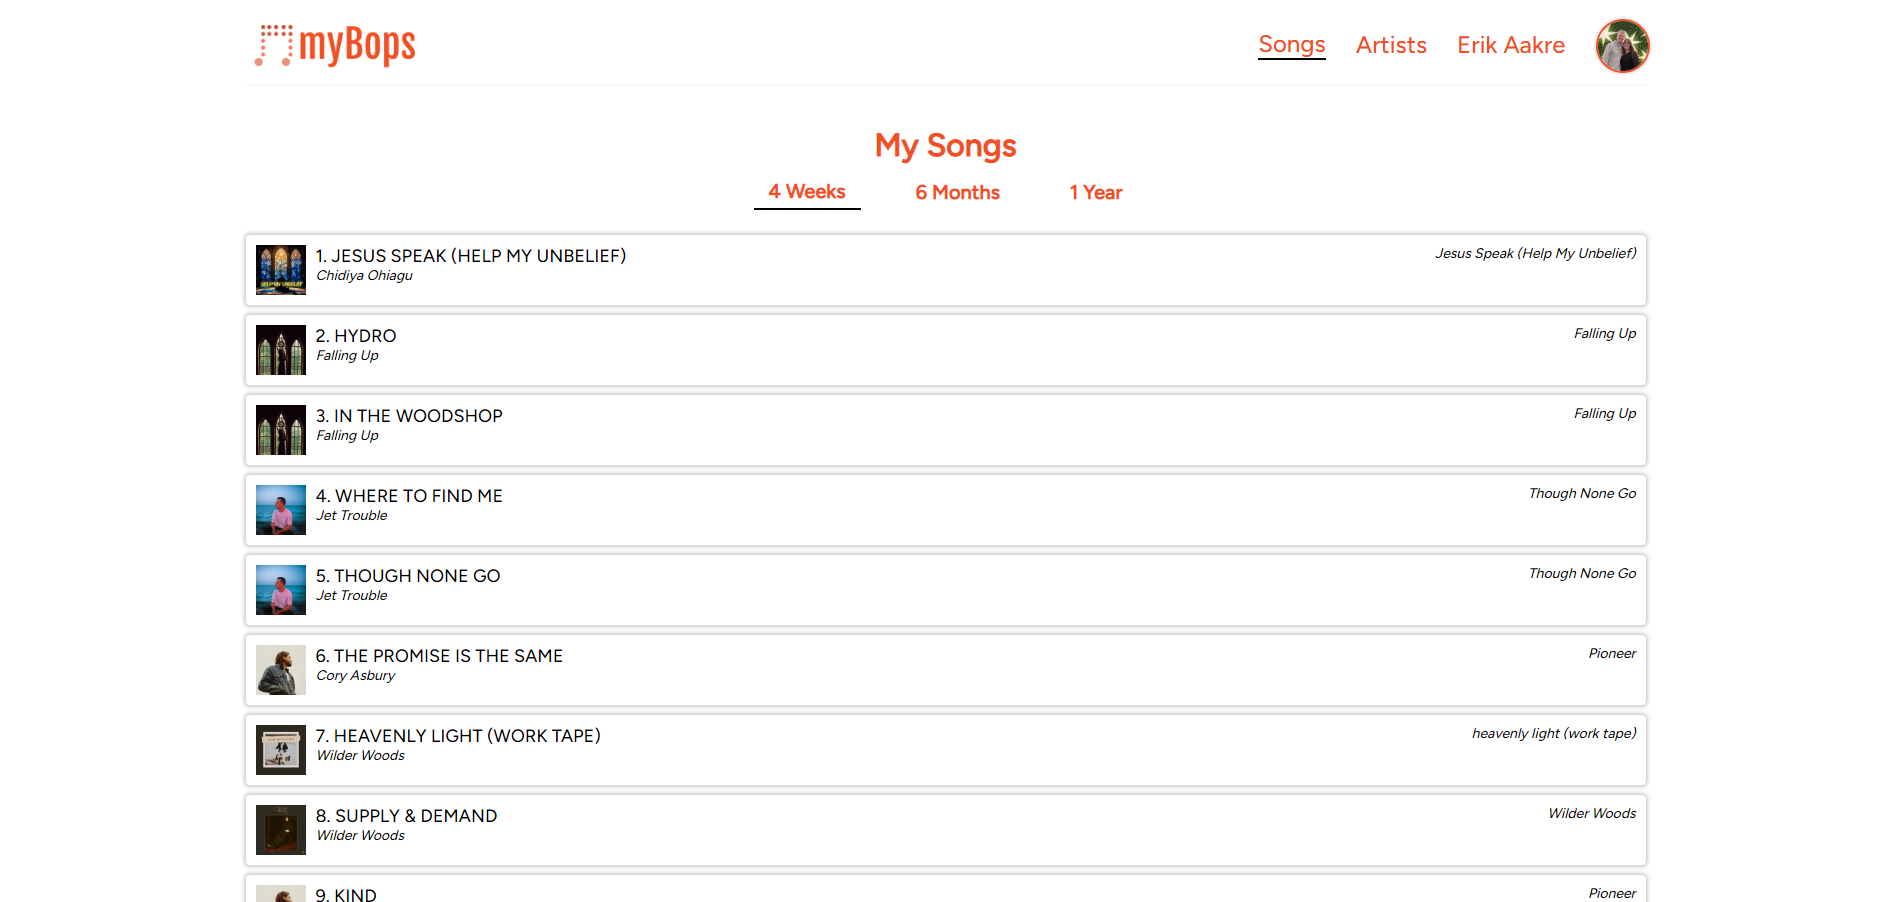 myBops
Songs
Artists
Erik Aakre
My Songs
4 Weeks
6 Months
1 Year
1. JESUS SPEAK (HELP MY UNBELIEF)
Chidiya Ohiagu
Jesus Speak (Help My Unbelief)
HELP MY UNBELIEF
2. HYDRO
Falling Up
Falling Up
3. IN THE WOODSHOP
Falling Up
Falling Up
4. WHERE TO FIND ME
Jet Trouble
Though None Go
5. THOUGH NONE GO
Jet Trouble
Though None Go
6. THE PROMISE IS THE SAME
Cory Asbury
Pioneer
7. HEAVENLY LIGHT (WORK TAPE)
Wilder Woods
heavenly light (work tape)
8. SUPPLY & DEMAND
Wilder Woods
Wilder Woods
9. KIND
Pioneer